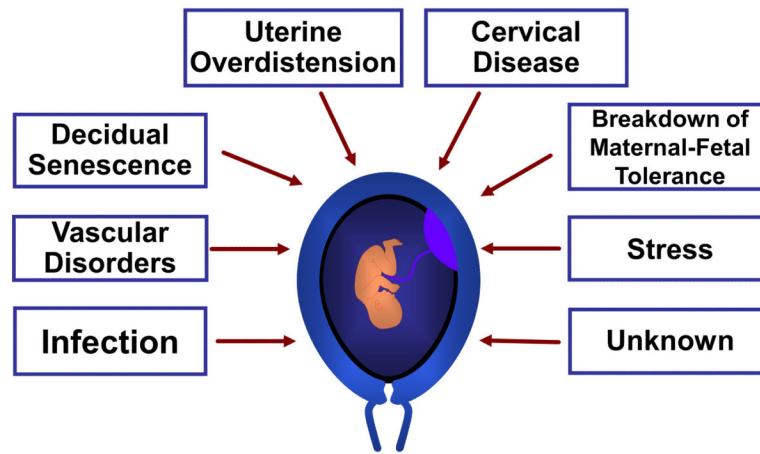 Uterine
Overdistension
Cervical
Disease
Decidual
Senescence
Breakdown of
Maternal-Fetal
Tolerance
Vascular
Disorders
Stress
Infection
Unknown